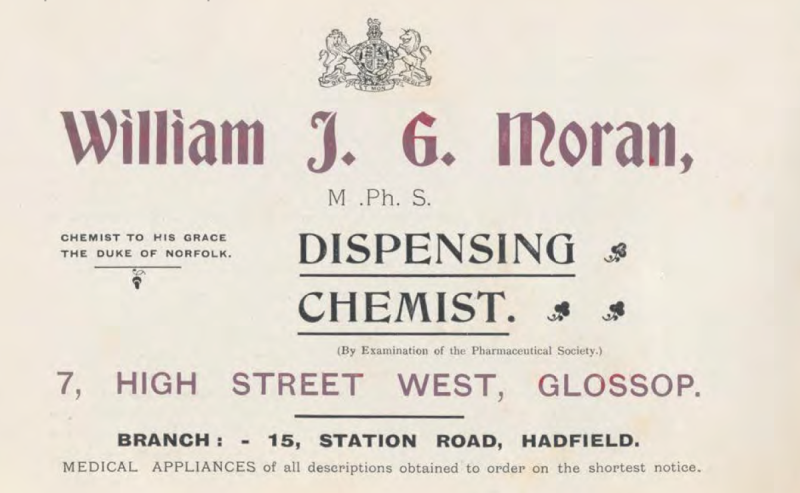 ET MON
William J. G. Moran,
M .Ph. S.
CHEMIST TO HIS GRACE
THE DUKE OF NORFOLK.
DISPENSING
CHEMIST.
(By Examination of the Pharmaceutical Society.)
7, HIGH STREET WEST, GLOSSOP.
BRANCH: - 15, STATION ROAD, HADFIELD.
MEDICAL APPLIANCES of all descriptions obtained to order on the shortest notice.